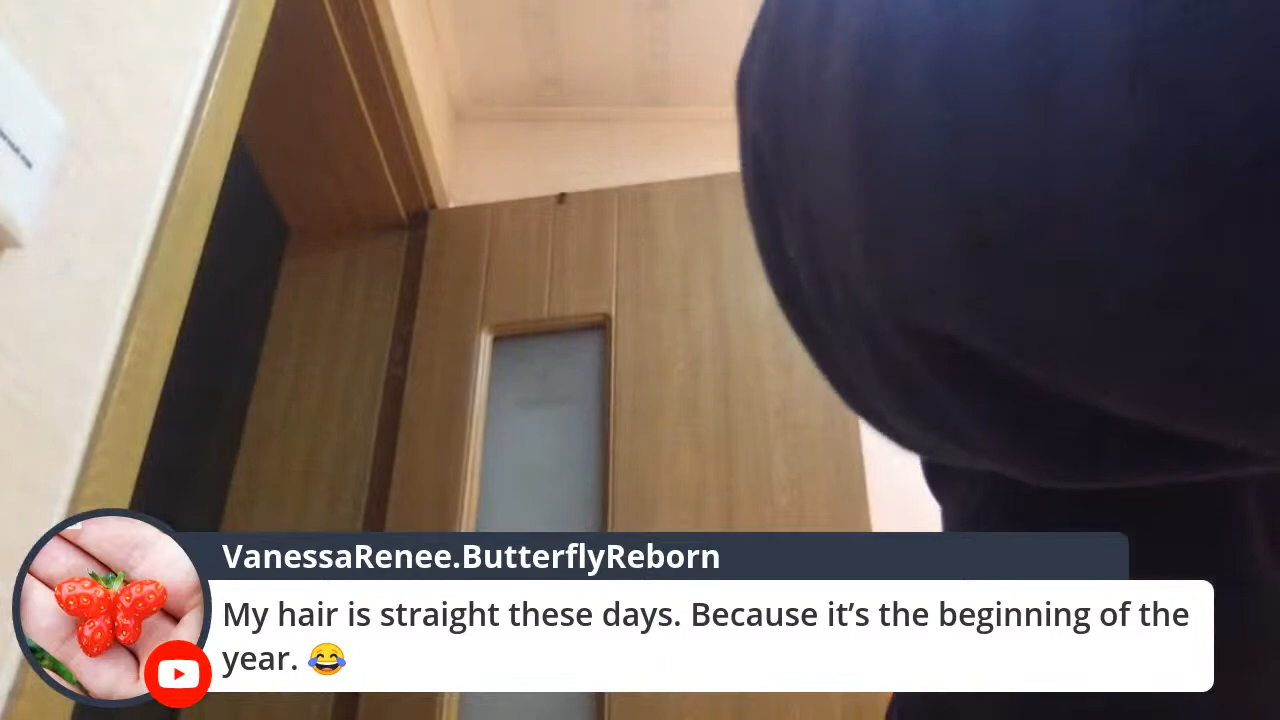 VanessaRenee.ButterflyReborn
My hair is straight these days. Because it’s the beginning of the
year. 😂